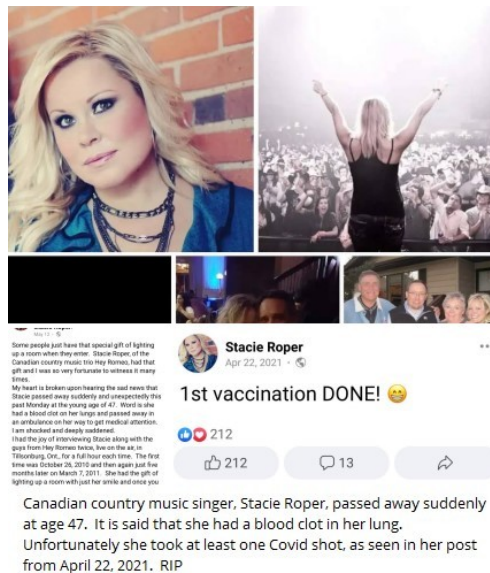 May 12 ·
Some people just have that special gift of lighting
up a room when they enter. Stacie Roper, of the
Canadian country music trio Hey Romeo, had that
gift and I was so very fortunate to witness it many
times.
My heart is broken upon hearing the sad news that
Stacie passed away suddenly and unexpectedly this
past Monday at the young age of 47. Word is she
had a blood clot on her lungs and passed away in
an ambulance on her way to get medical attention.
I am shocked and deeply saddened.
I had the joy of interviewing Stacie along with the
guys from Hey Romeo twice, live on the air, in
Tillsonburg, Ont., for a full hour each time. The first
time was October 26, 2010 and then again just five
months later on March 7, 2011. She had the gift of
lighting up a room with just her smile and once you
Stacie Roper
Apr 22, 2021 ·
1st vaccination DONE! 😁
212
212
13
Canadian country music singer, Stacie Roper, passed away suddenly
at age 47. It is said that she had a blood clot in her lung.
Unfortunately she took at least one Covid shot, as seen in her post
from April 22, 2021. RIP